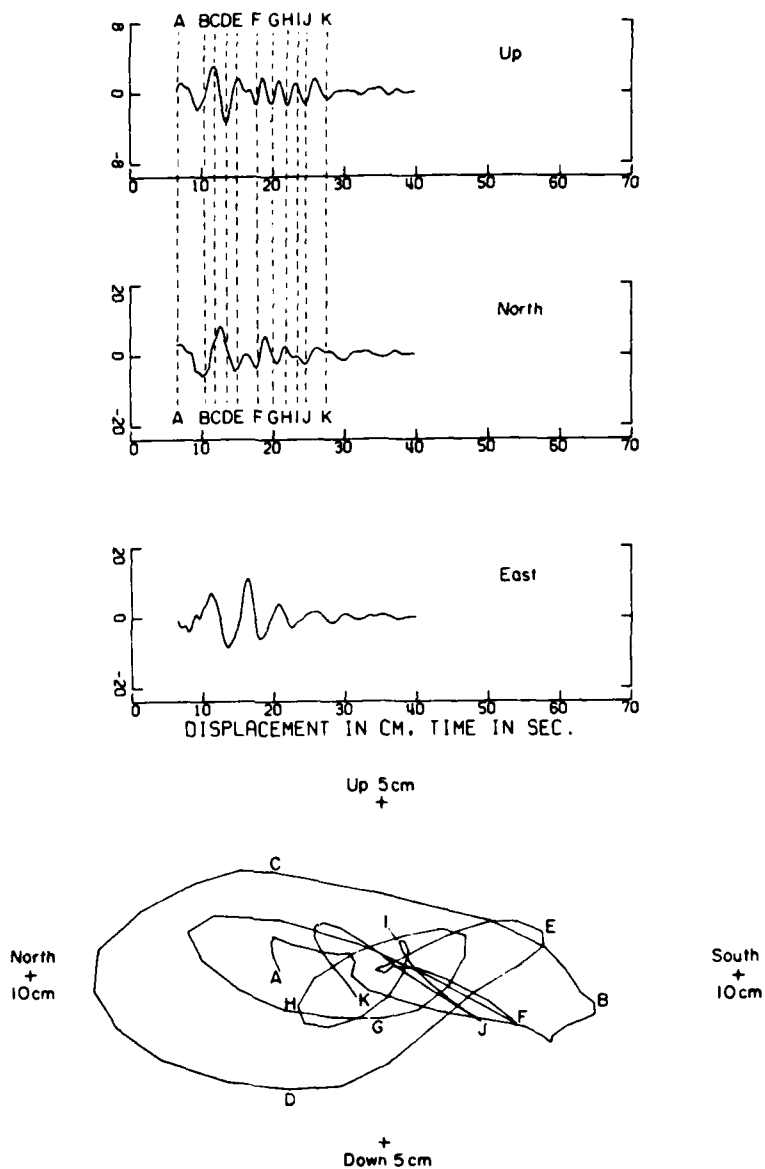 A BCDE F GHIJ K
8 0 -8
Up
0 10 20 30 40 50 60 70
20 0 -20
North
A BCDE F GHIJ K
0 10 20 30 40 50 60 70
20 0 -20
East
0 10 20 30 40 50 60 70
DISPLACEMENT IN CM, TIME IN SEC.
Up 5cm
+
C
E
I
North
+
10cm
South
+
10cm
A
H
K
B
G
J
F
D
+
Down 5cm